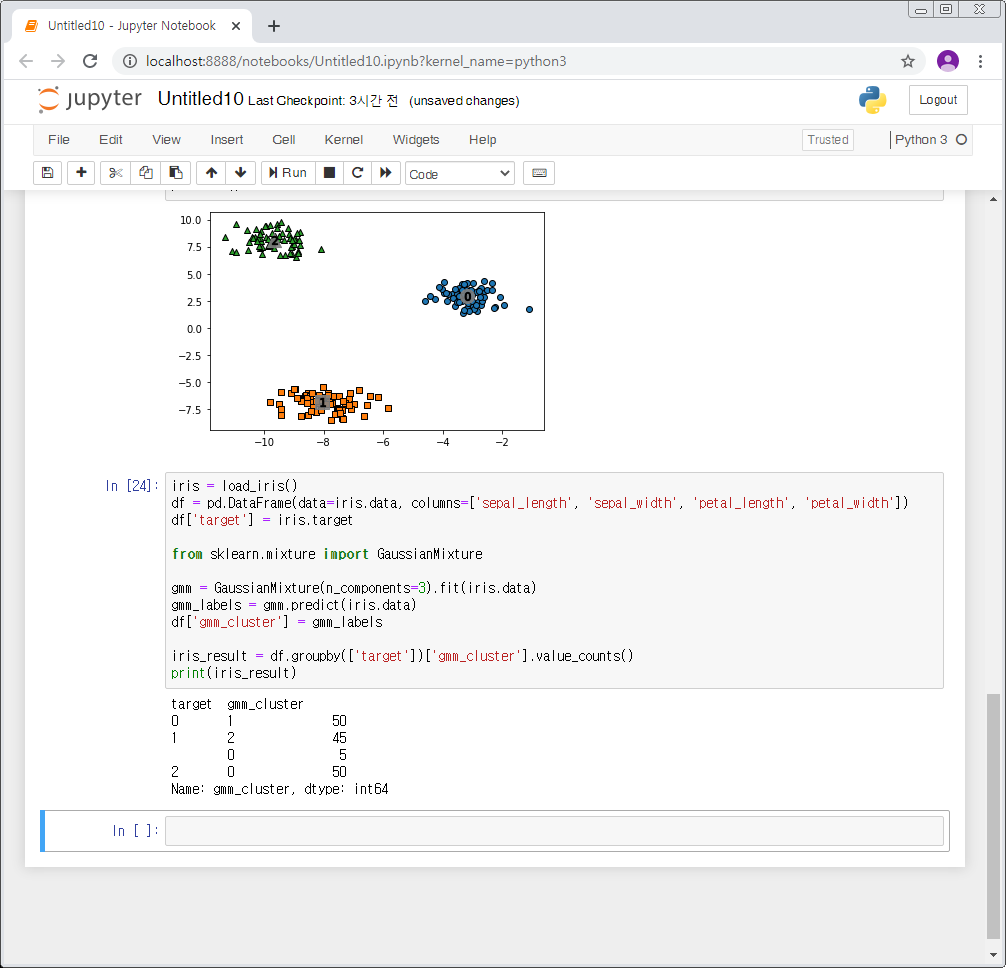 Untitled10 - Jupyter Notebook
localhost:8888/notebooks/Untitled10.ipynb?kernel_name=python3
jupyter Untitled10 Last Checkpoint: 3시간 전 (unsaved changes)
Logout
File Edit View Insert Cell Kernel Widgets Help
Trusted
Python 3
Run
Code
10.0
7.5
5.0
2.5
0.0
−2.5
−5.0
−7.5
2
0
1
−10 −8 −6 −4 −2
In [24]:
iris = load_iris()
df = pd.DataFrame(data=iris.data, columns=['sepal_length', 'sepal_width', 'petal_length', 'petal_width'])
df['target'] = iris.target
from sklearn.mixture import GaussianMixture
gmm = GaussianMixture(n_components=3).fit(iris.data)
gmm_labels = gmm.predict(iris.data)
df['gmm_cluster'] = gmm_labels
iris_result = df.groupby(['target'])['gmm_cluster'].value_counts()
print(iris_result)
target gmm_cluster
0 1 50
1 2 45
0 5
2 0 50
Name: gmm_cluster, dtype: int64
In [ ]: